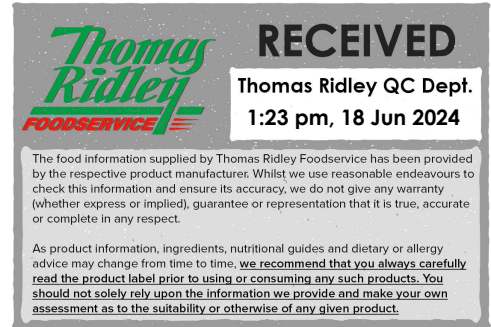 Thomas
Ridley
FOODSERVICE
RECEIVED
Thomas Ridley QC Dept.
1:23 pm, 18 Jun 2024
The food information supplied by Thomas Ridley Foodservice has been provided
by the respective product manufacturer. Whilst we use reasonable endeavours to
check this information and ensure its accuracy, we do not give any warranty
(whether express or implied), guarantee or representation that it is true, accurate
or complete in any respect.
As product information, ingredients, nutritional guides and dietary or allergy
advice may change from time to time, we recommend that you always carefully
read the product label prior to using or consuming any such products. You
should not solely rely upon the information we provide and make your own
assessment as to the suitability or otherwise of any given product.